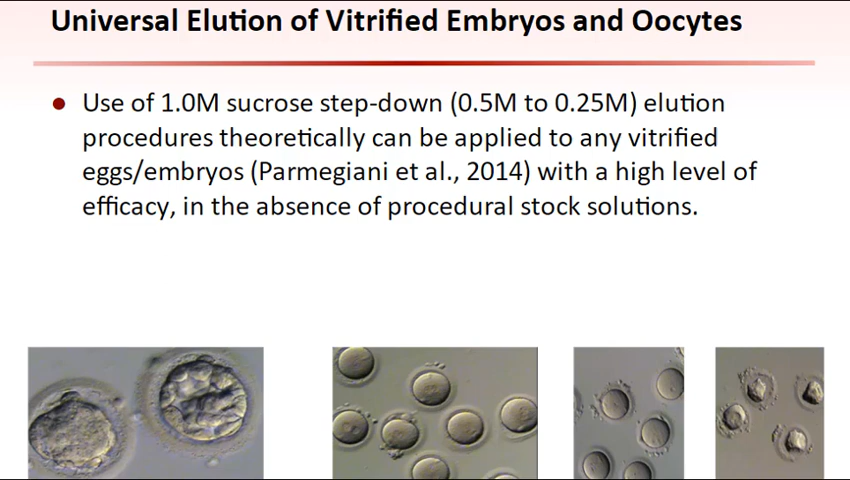 Universal Elution of Vitrified Embryos and Oocytes
Use of 1.0M sucrose step-down (0.5M to 0.25M) elution
procedures theoretically can be applied to any vitrified
eggs/embryos (Parmegiani et al., 2014) with a high level of
efficacy, in the absence of procedural stock solutions.